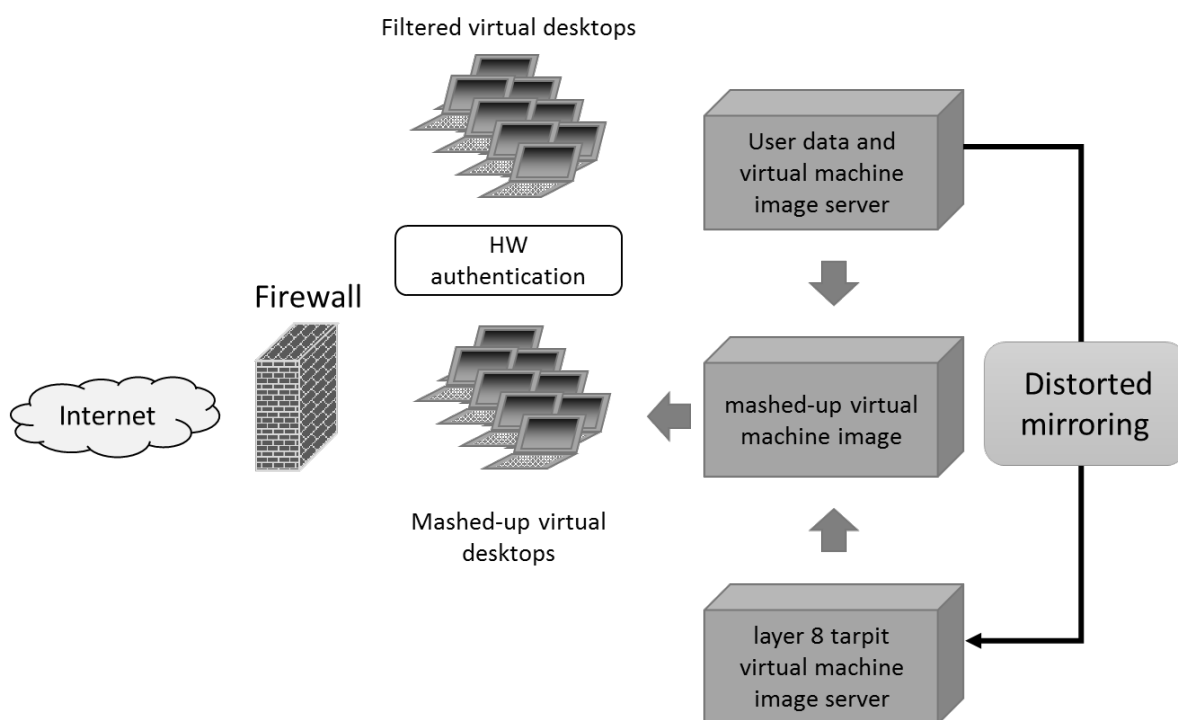 Filtered virtual desktops
User data and
virtual machine
image server
HW
authentication
Firewall
Internet
mashed-up virtual
machine image
Distorted
mirroring
Mashed-up virtual
desktops
layer 8 tarpit
virtual machine
image server